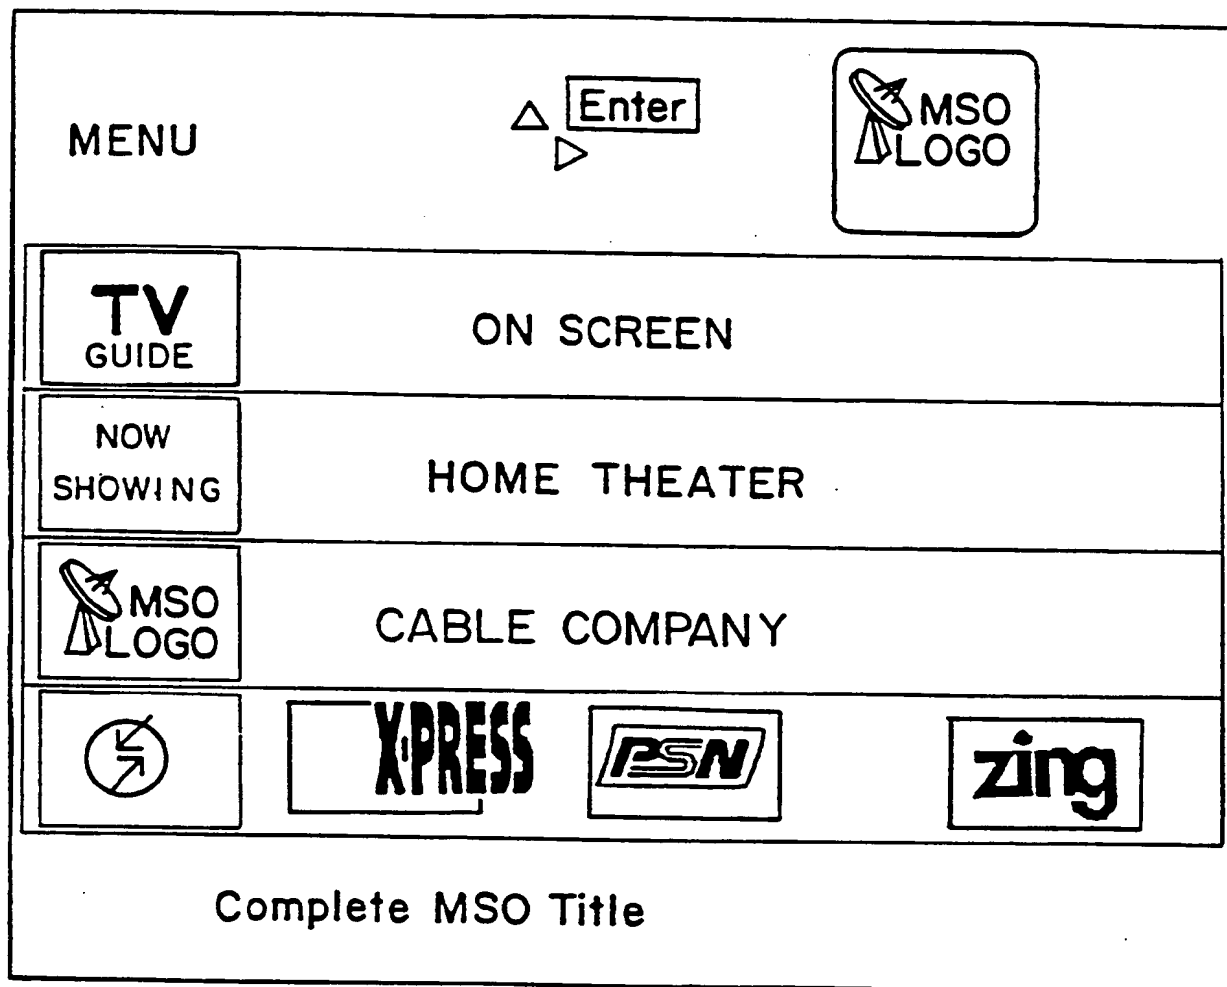 MENU
Enter
MSO
LOGO
TV
GUIDE
ON SCREEN
NOW
SHOWING
HOME THEATER
MSO
LOGO
CABLE COMPANY
X•PRESS
PSN
zing
Complete MSO Title